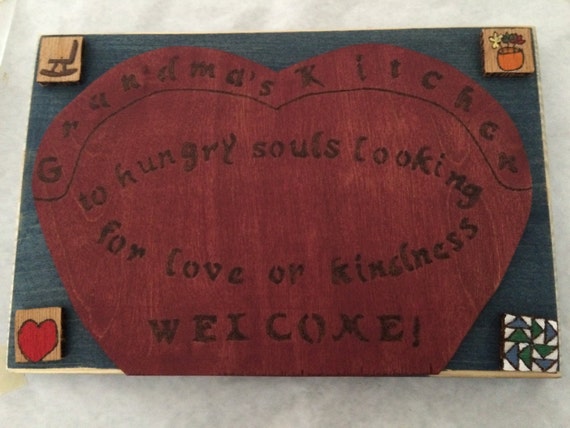 Grandma's Kitchen
to hungry souls looking
for love or kindness
WELCOME!